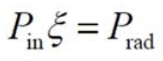 P_in ξ = P_rad